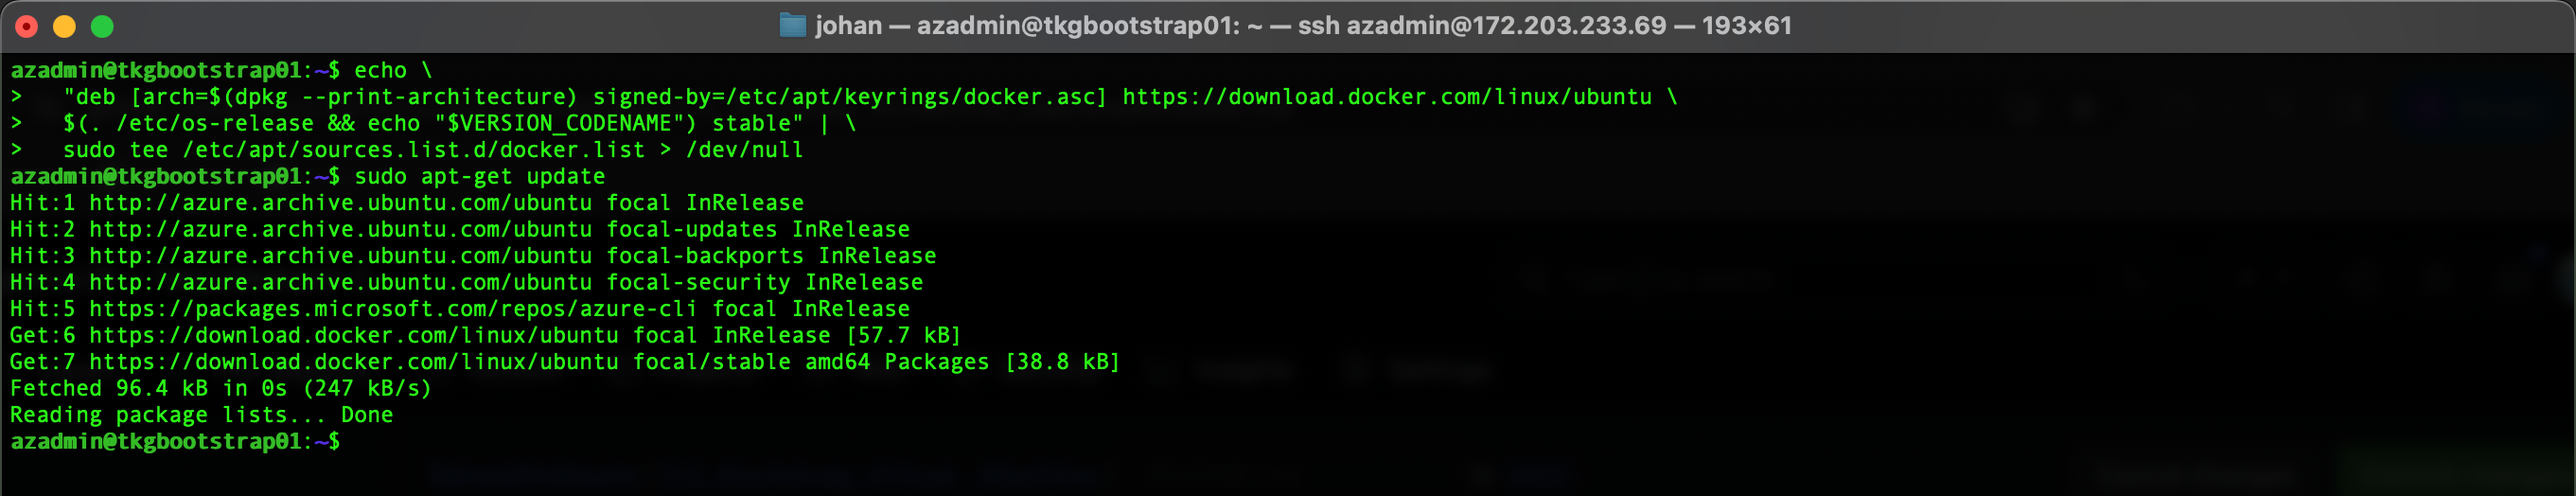 johan — azadmin@tkgbootstrap01: ~ — ssh azadmin@172.203.233.69 — 193×61
azadmin@tkgbootstrap01:~$ echo \
>   "deb [arch=$(dpkg --print-architecture) signed-by=/etc/apt/keyrings/docker.asc] https://download.docker.com/linux/ubuntu \
>   $(. /etc/os-release && echo "$VERSION_CODENAME") stable" | \
>   sudo tee /etc/apt/sources.list.d/docker.list > /dev/null
azadmin@tkgbootstrap01:~$ sudo apt-get update
Hit:1 http://azure.archive.ubuntu.com/ubuntu focal InRelease
Hit:2 http://azure.archive.ubuntu.com/ubuntu focal-updates InRelease
Hit:3 http://azure.archive.ubuntu.com/ubuntu focal-backports InRelease
Hit:4 http://azure.archive.ubuntu.com/ubuntu focal-security InRelease
Hit:5 https://packages.microsoft.com/repos/azure-cli focal InRelease
Get:6 https://download.docker.com/linux/ubuntu focal InRelease [57.7 kB]
Get:7 https://download.docker.com/linux/ubuntu focal/stable amd64 Packages [38.8 kB]
Fetched 96.4 kB in 0s (247 kB/s)
Reading package lists... Done
azadmin@tkgbootstrap01:~$